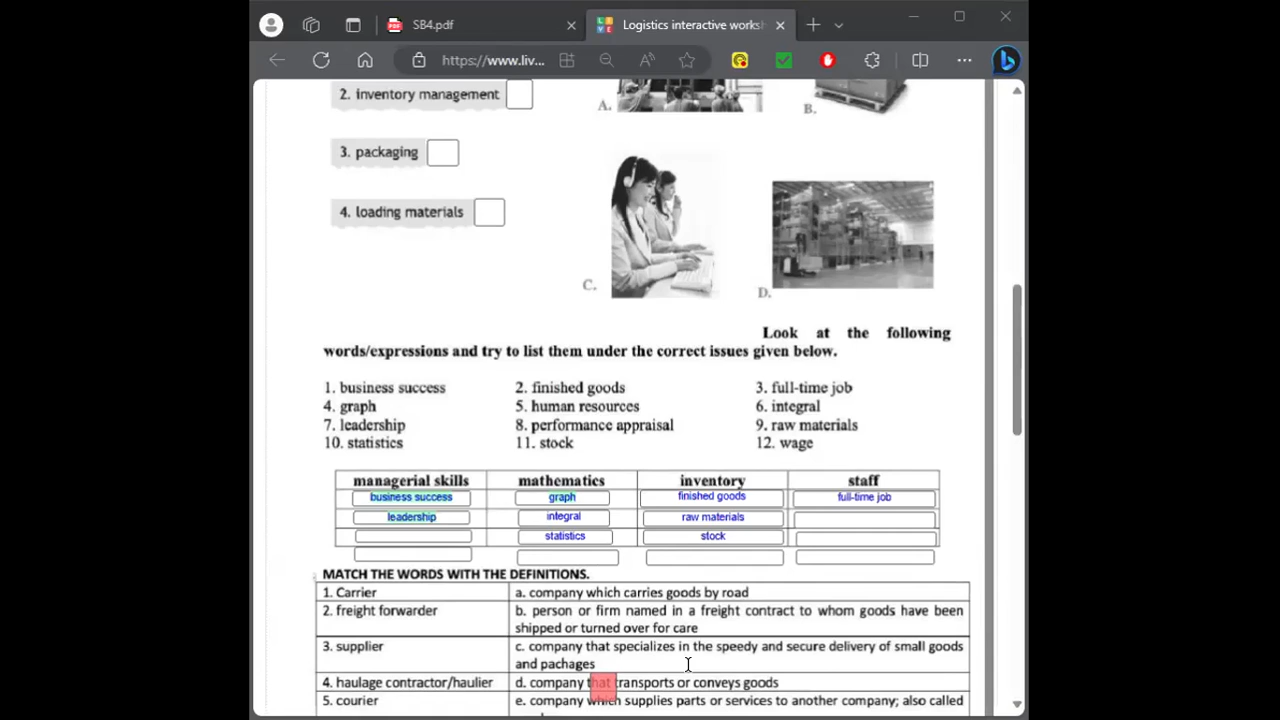 SB4.pdf
Logistics interactive works
https://www.liv...
2. inventory management
A.
B.
3. packaging
4. loading materials
C.
D.
Look at the following
words/expressions and try to list them under the correct issues given below.
1. business success 2. finished goods 3. full-time job
4. graph 5. human resources 6. integral
7. leadership 8. performance appraisal 9. raw materials
10. statistics 11. stock 12. wage
managerial skills mathematics inventory staff
business success graph finished goods full-time job
leadership integral raw materials
statistics stock
MATCH THE WORDS WITH THE DEFINITIONS.
1. Carrier a. company which carries goods by road
2. freight forwarder b. person or firm named in a freight contract to whom goods have been
shipped or turned over for care
3. supplier c. company that specializes in the speedy and secure delivery of small goods
and pachages
4. haulage contractor/haulier d. company that transports or conveys goods
5. courier e. company which supplies parts or services to another company; also called